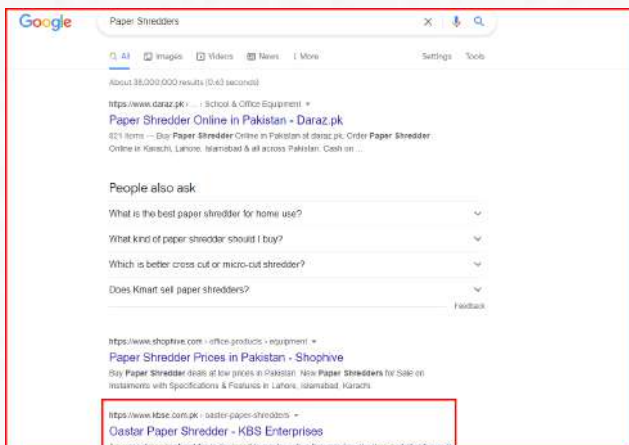 Google
Paper Shredders
All Images Videos News More Settings Tools
About 38,000,000 results (0.63 seconds)
https://www.daraz.pk › ... › School & Office Equipment
Paper Shredder Online in Pakistan - Daraz.pk
821 items — Buy Paper Shredder Online in Pakistan at daraz.pk. Order Paper Shredder
Online in Karachi, Lahore, Islamabad & all across Pakistan. Cash on ...
People also ask
What is the best paper shredder for home use?
What kind of paper shredder should I buy?
Which is better cross cut or micro-cut shredder?
Does Kmart sell paper shredders?
Feedback
https://www.shophive.com › office-products › equipment
Paper Shredder Prices in Pakistan - Shophive
Buy Paper Shredder deals at low prices in Pakistan. New Paper Shredders for Sale on
Instalments with Specifications & Features in Lahore, Islamabad, Karachi.
https://www.kbse.com.pk › oastar-paper-shredders
Oastar Paper Shredder - KBS Enterprises